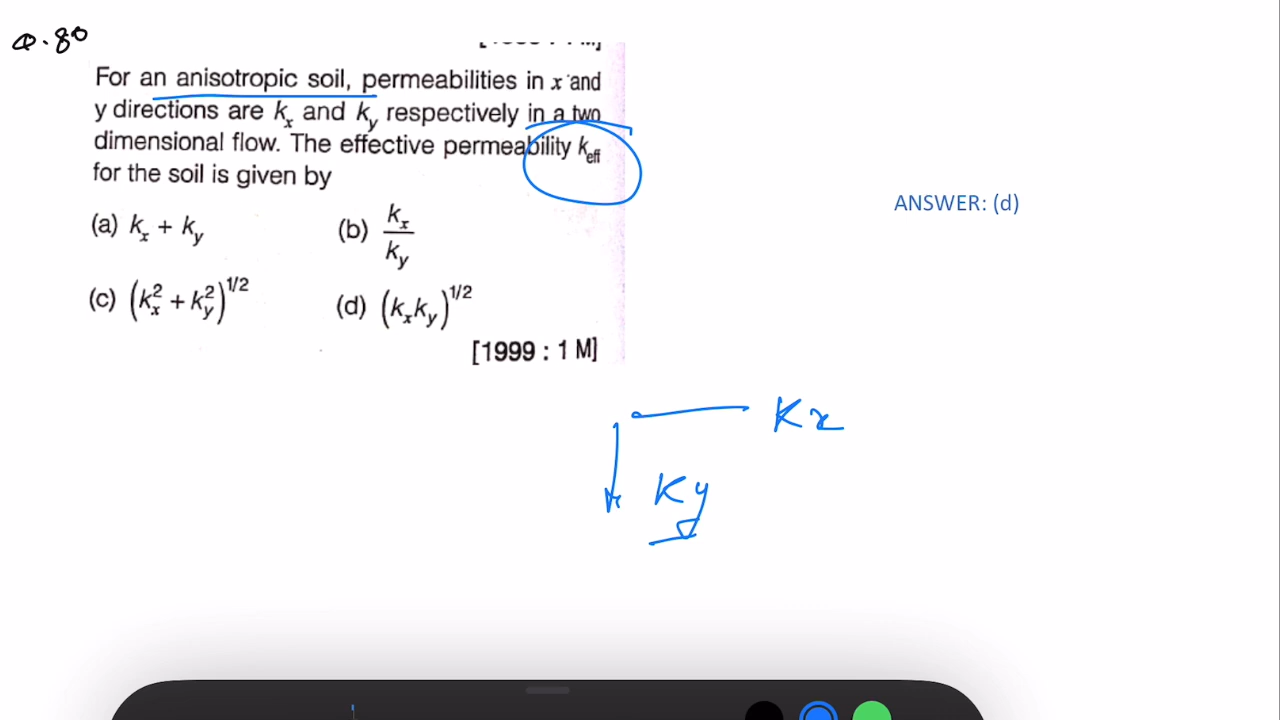 Q.80
For an anisotropic soil, permeabilities in x and
y directions are kx and ky respectively in a two
dimensional flow. The effective permeability keff
for the soil is given by
(a) kx + ky (b) kx/ky
(c) (kx² + ky²)^1/2 (d) (kxky)^1/2
[1999 : 1 M]
ANSWER: (d)
Kx
Ky